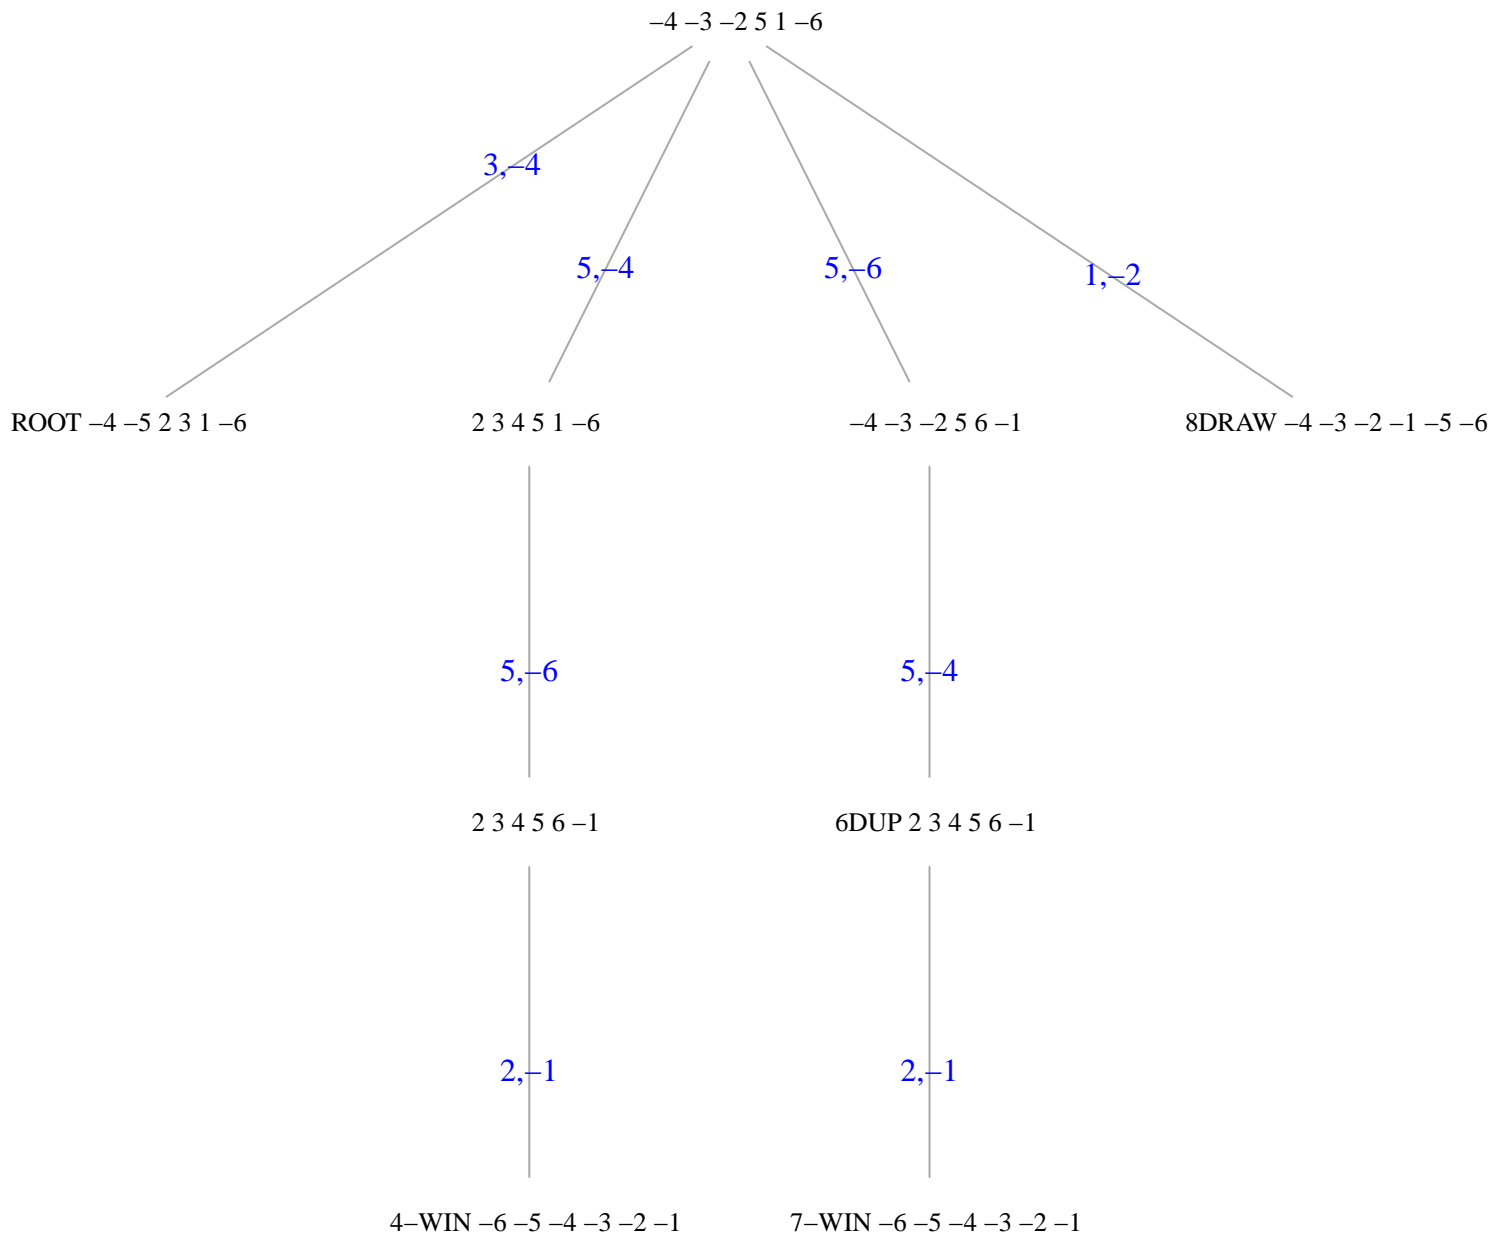 –4 –3 –2 5 1 –6
3,–4
5,–4
5,–6
1,–2
ROOT –4 –5 2 3 1 –6
2 3 4 5 1 –6
–4 –3 –2 5 6 –1
8DRAW –4 –3 –2 –1 –5 –6
5,–6
5,–4
2 3 4 5 6 –1
6DUP 2 3 4 5 6 –1
2,–1
2,–1
4–WIN –6 –5 –4 –3 –2 –1
7–WIN –6 –5 –4 –3 –2 –1